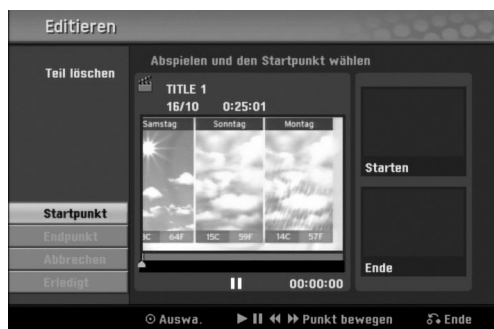 Editieren
Teil löschen
Abspielen und den Startpunkt wählen
TITLE 1
16/10 0:25:01
Samstag Sonntag Montag
64F 15C 59F 14C 57F
Starten
Startpunkt
Endpunkt
Abbrechen
Erledigt
Ende
00:00:00
Auswa. Punkt bewegen Ende